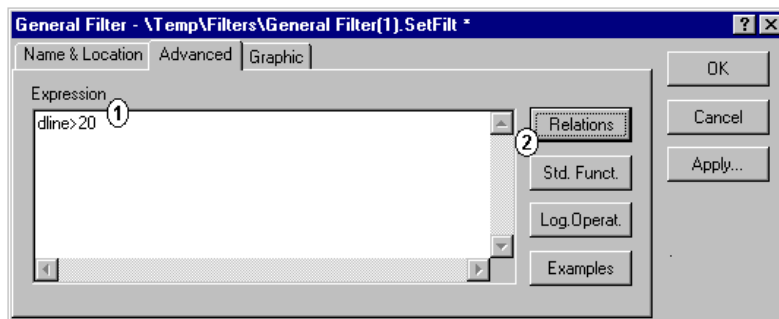 General Filter - \Temp\Filters\General Filter(1).SetFilt *
Name & Location
Advanced
Graphic
OK
Cancel
Apply...
Expression
1
dline>20
2
Relations
Std. Funct.
Log.Operat.
Examples